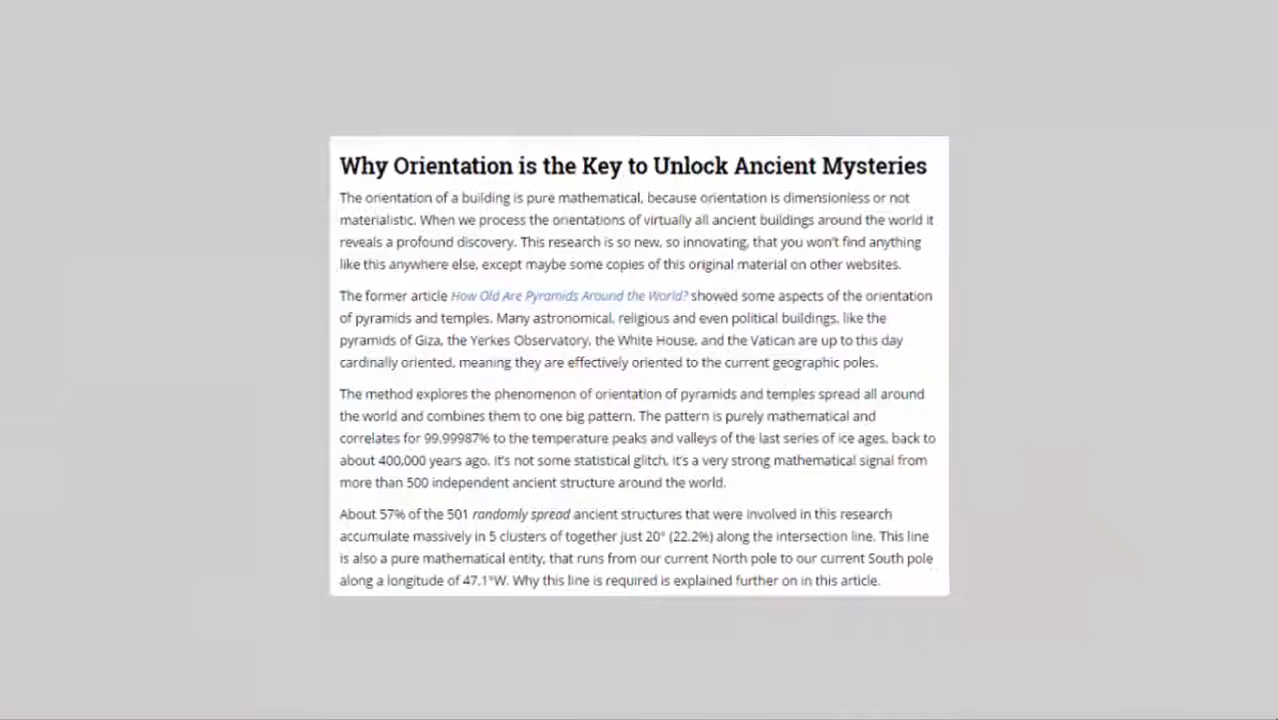 Why Orientation is the Key to Unlock Ancient Mysteries
The orientation of a building is pure mathematical, because orientation is dimensionless or not
materialistic. When we process the orientations of virtually all ancient buildings around the world it
reveals a profound discovery. This research is so new, so innovating, that you won't find anything
like this anywhere else, except maybe some copies of this original material on other websites.
The former article How Old Are Pyramids Around the World? showed some aspects of the orientation
of pyramids and temples. Many astronomical, religious and even political buildings, like the
pyramids of Giza, the Yerkes Observatory, the White House, and the Vatican are up to this day
cardinally oriented, meaning they are effectively oriented to the current geographic poles.
The method explores the phenomenon of orientation of pyramids and temples spread all around
the world and combines them to one big pattern. The pattern is purely mathematical and
correlates for 99.99987% to the temperature peaks and valleys of the last series of ice ages, back to
about 400,000 years ago. It's not some statistical glitch, it's a very strong mathematical signal from
more than 500 independent ancient structure around the world.
About 57% of the 501 randomly spread ancient structures that were involved in this research
accumulate massively in 5 clusters of together just 20° (22.2%) along the intersection line. This line
is also a pure mathematical entity, that runs from our current North pole to our current South pole
along a longitude of 47.1°W. Why this line is required is explained further on in this article.